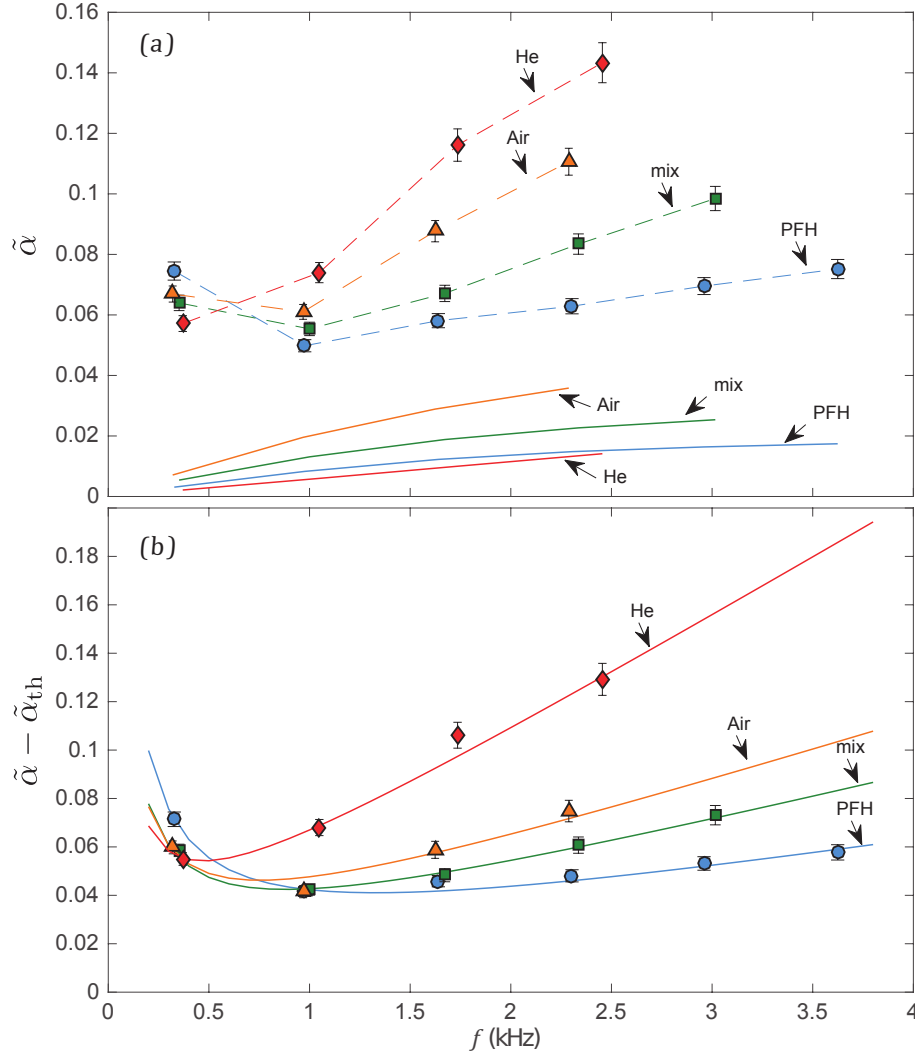 0.16
(a)
He
0.14
0.12
Air
mix
0.1
α̃
PFH
0.08
0.06
0.04
mix
Air
PFH
0.02
He
0
(b)
0.18
He
0.16
0.14
0.12
α̃ − α̃th
Air
mix
0.1
PFH
0.08
0.06
0.04
0.02
0
0 0.5 1 1.5 2 2.5 3 3.5 4
f (kHz)